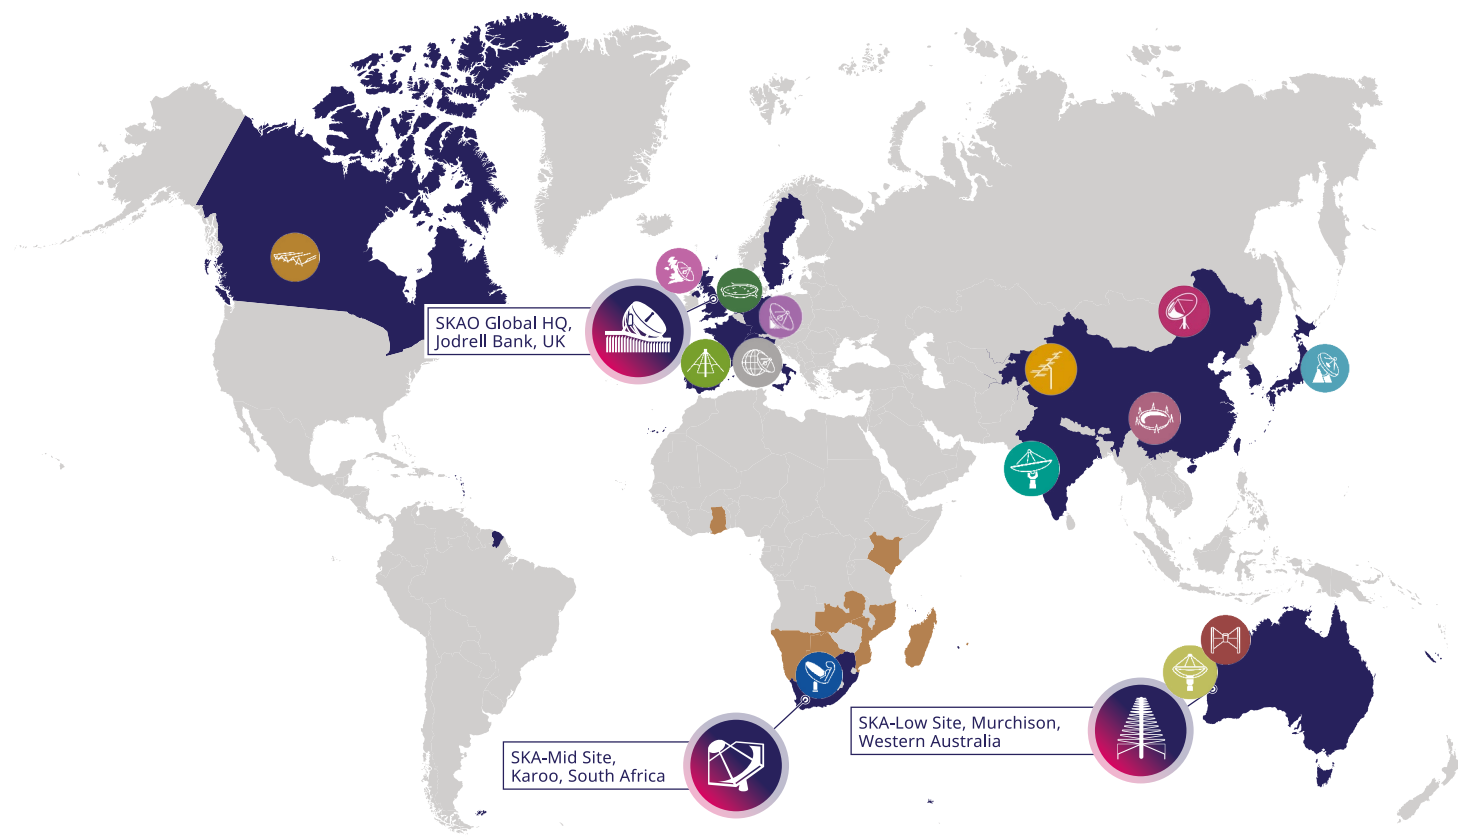 SKAO Global HQ,
Jodrell Bank, UK
SKA-Mid Site,
Karoo, South Africa
SKA-Low Site, Murchison,
Western Australia